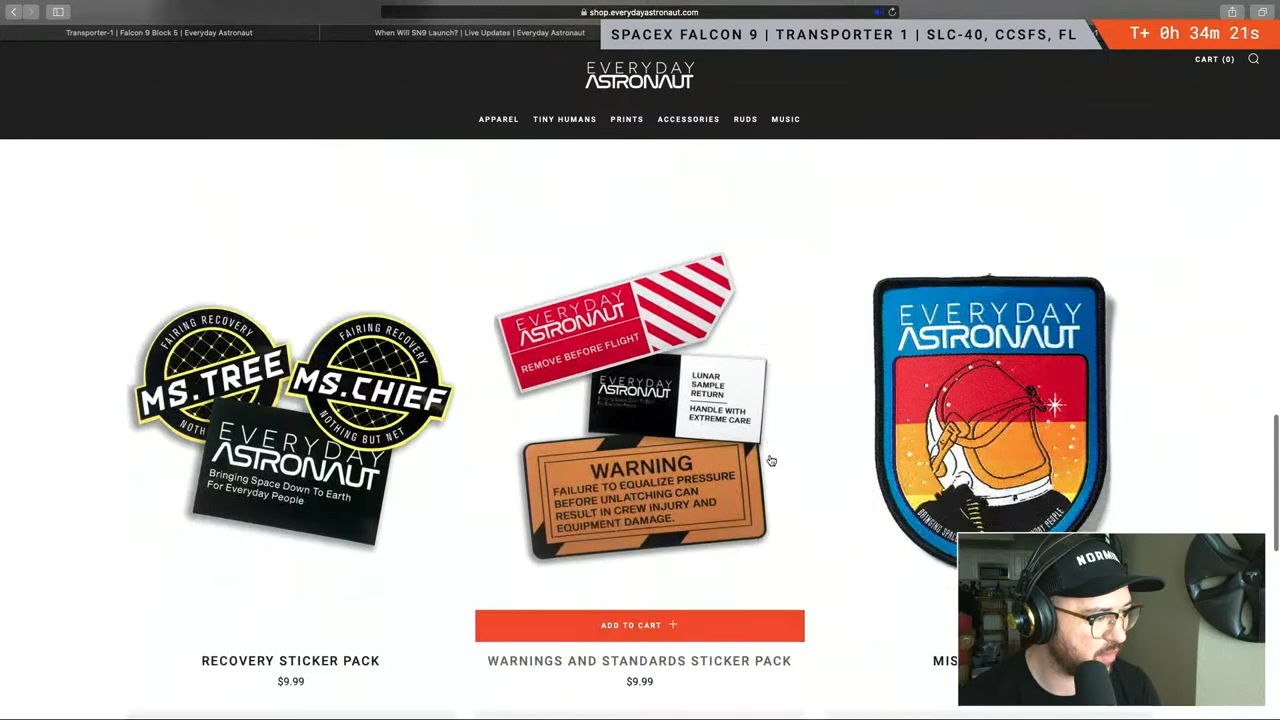 shop.everydayastronaut.com
Transporter-1 | Falcon 9 Block 5 | Everyday Astronaut
When Will SN9 Launch? | Live Updates | Everyday Astronaut
SPACEX FALCON 9 | TRANSPORTER 1 | SLC-40, CCSFS, FL
T+ 0h 34m 21s
EVERYDAY
ASTRONAUT
CART (0)
APPAREL TINY HUMANS PRINTS ACCESSORIES RUDS MUSIC
FAIRING RECOVERY
MS.TREE
FAIRING RECOVERY
MS.CHIEF
NOTHING BUT NET
EVERYDAY
ASTRONAUT
Bringing Space Down To Earth
For Everyday People
EVERYDAY
ASTRONAUT
REMOVE BEFORE FLIGHT
EVERYDAY
ASTRONAUT
LUNAR
SAMPLE
RETURN
HANDLE WITH
EXTREME CARE
WARNING
FAILURE TO EQUALIZE PRESSURE
BEFORE UNLATCHING CAN
RESULT IN CREW INJURY AND
EQUIPMENT DAMAGE.
EVERYDAY
ASTRONAUT
ADD TO CART +
RECOVERY STICKER PACK
$9.99
WARNINGS AND STANDARDS STICKER PACK
$9.99